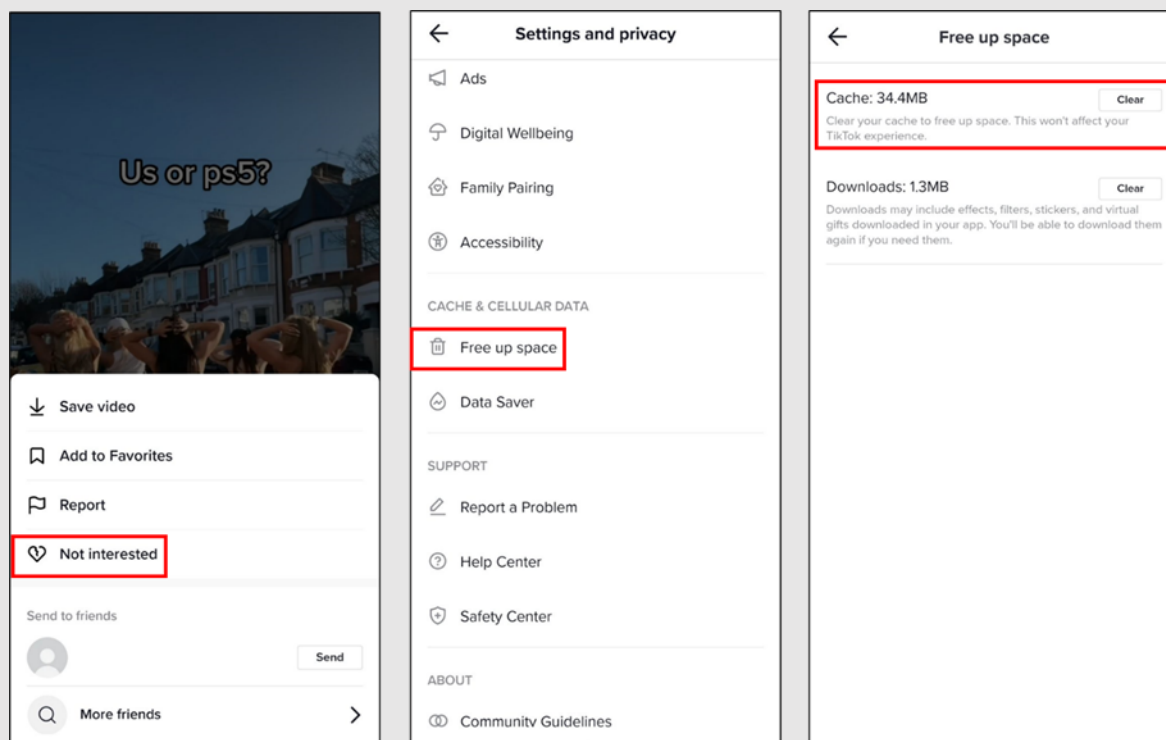 Us or ps5?
Save video
Add to Favorites
Report
Not interested
Send to friends
Send
More friends
Settings and privacy
Ads
Digital Wellbeing
Family Pairing
Accessibility
CACHE & CELLULAR DATA
Free up space
Data Saver
SUPPORT
Report a Problem
Help Center
Safety Center
ABOUT
Community Guidelines
Free up space
Cache: 34.4MB
Clear
Clear your cache to free up space. This won't affect your
TikTok experience.
Downloads: 1.3MB
Clear
Downloads may include effects, filters, stickers, and virtual
gifts downloaded in your app. You'll be able to download them
again if you need them.